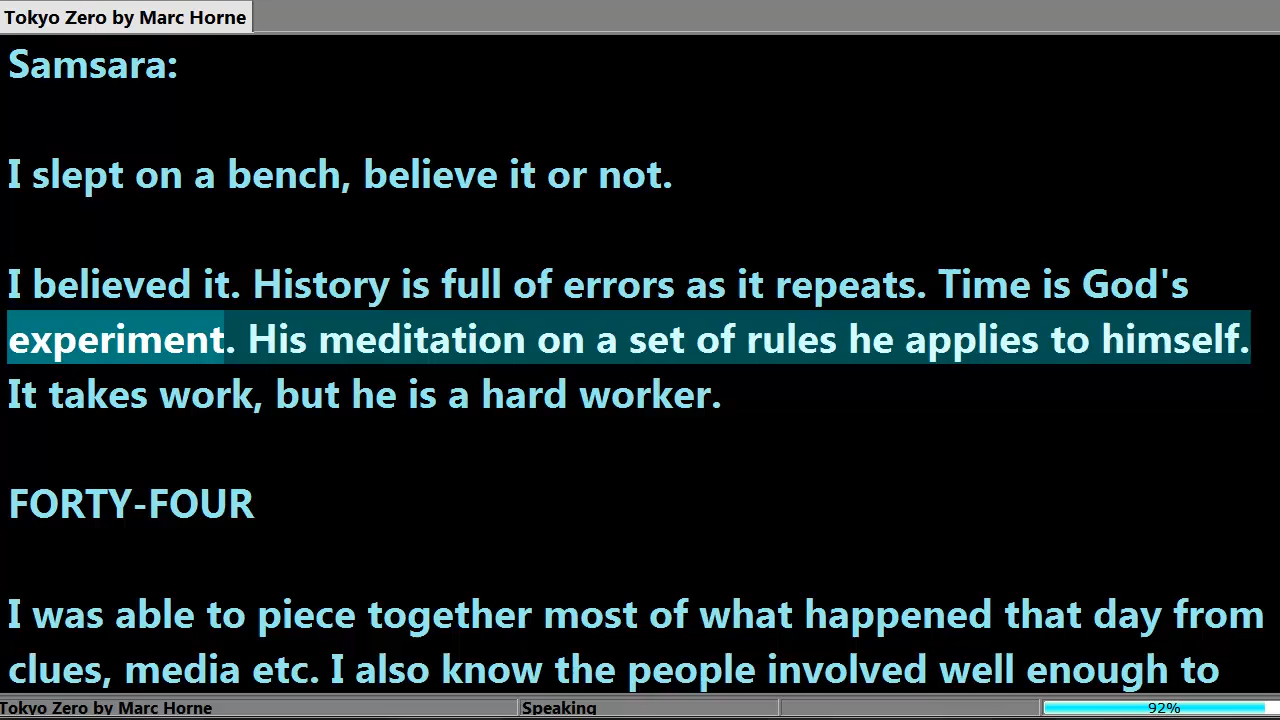 Tokyo Zero by Marc Horne
Samsara:
I slept on a bench, believe it or not.
I believed it. History is full of errors as it repeats. Time is God's
experiment. His meditation on a set of rules he applies to himself.
It takes work, but he is a hard worker.
FORTY-FOUR
I was able to piece together most of what happened that day from
clues, media etc. I also know the people involved well enough to
Tokyo Zero by Marc Horne
Speaking
92%